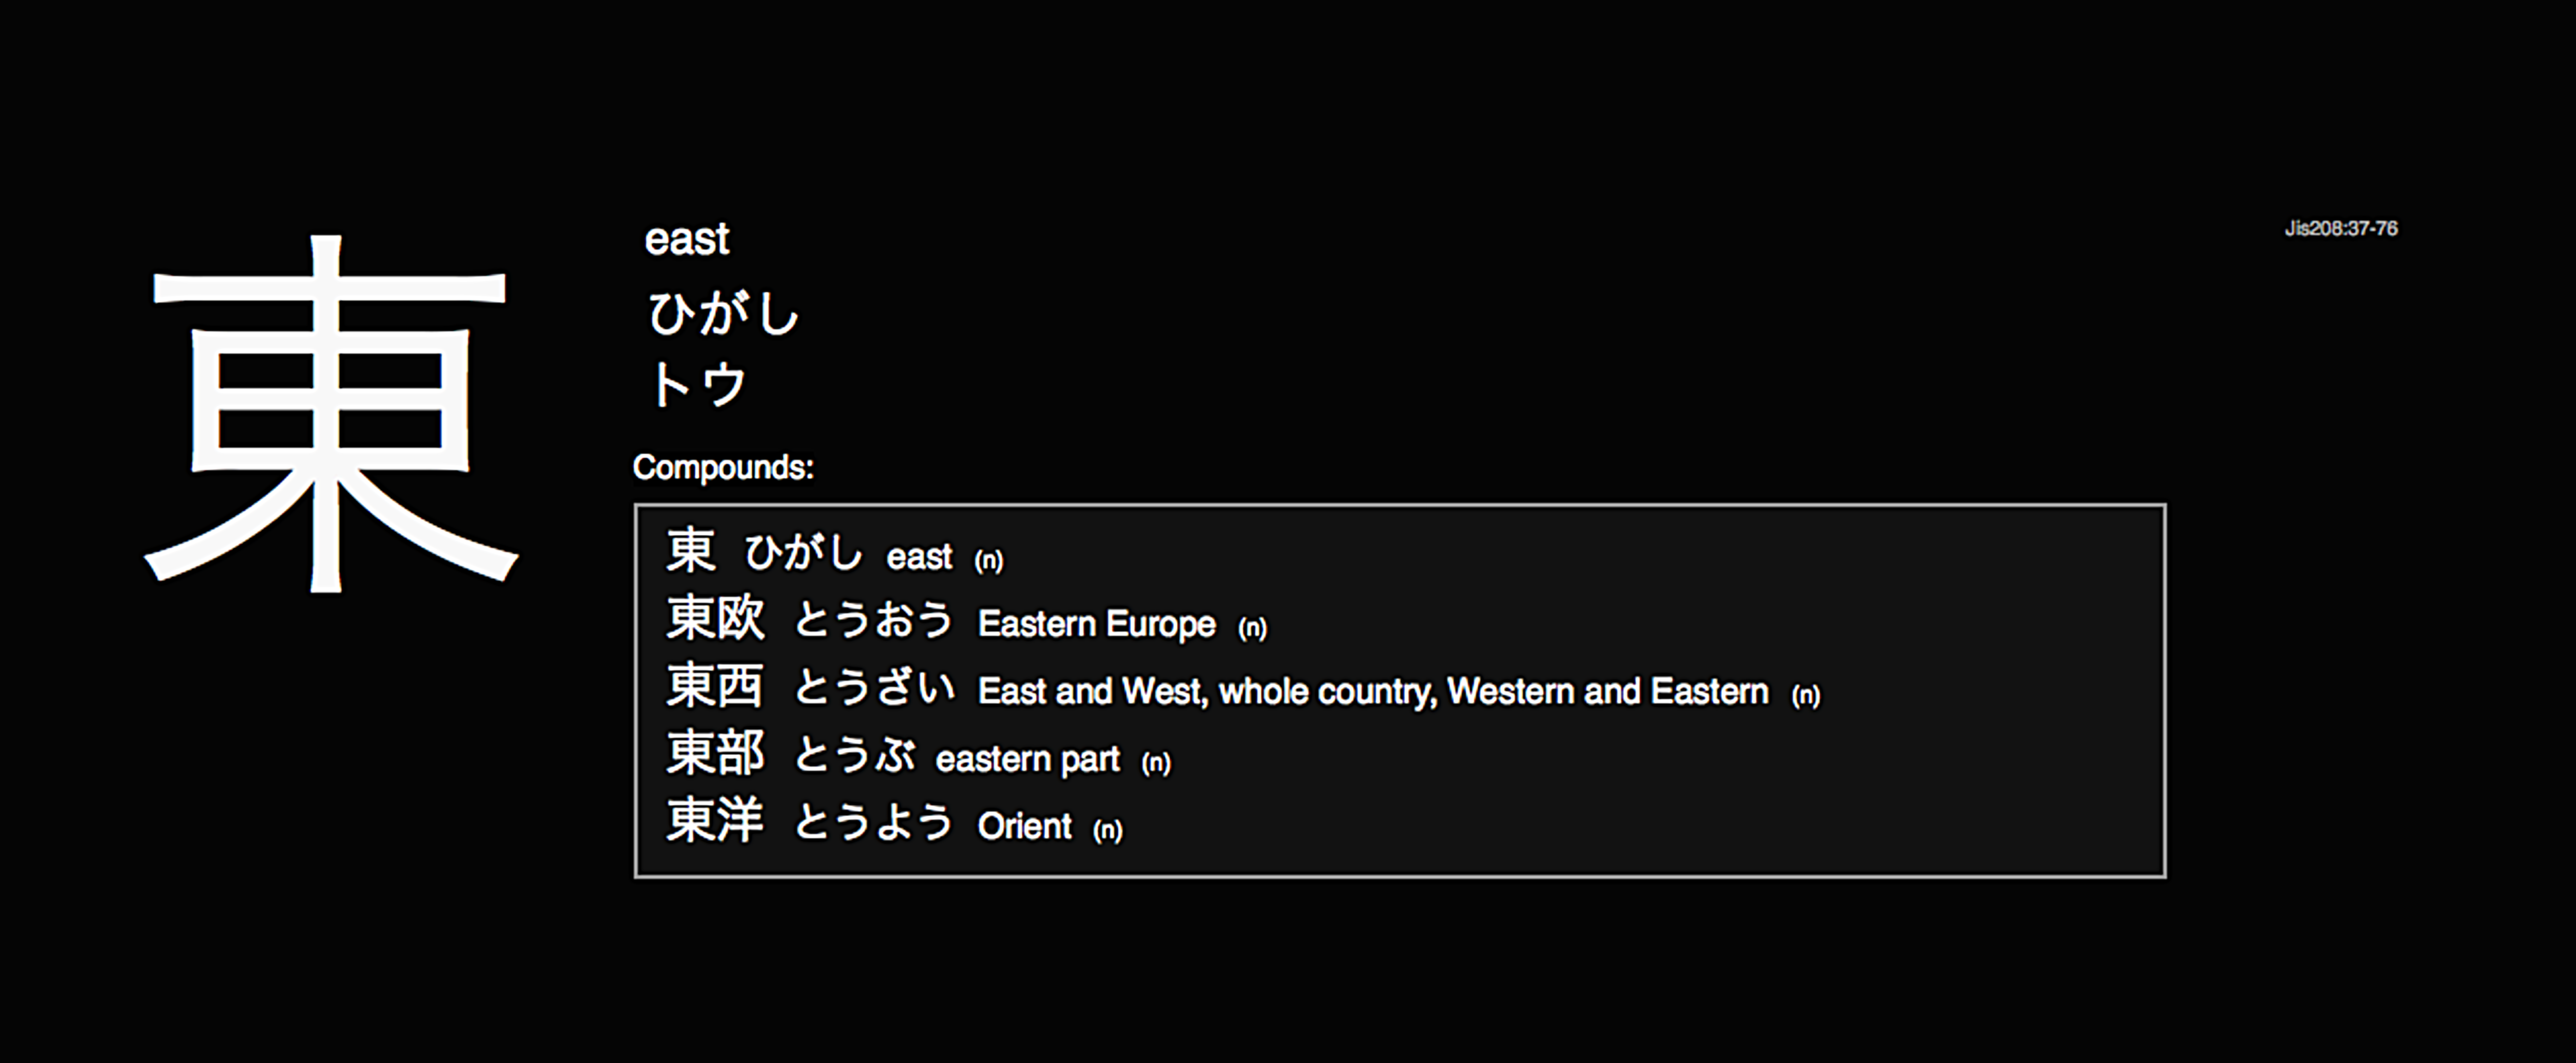 東
east
Jis208:37-76
ひがし
トウ
Compounds:
東 ひがし east (n)
東欧 とうおう Eastern Europe (n)
東西 とうざい East and West, whole country, Western and Eastern (n)
東部 とうぶ eastern part (n)
東洋 とうよう Orient (n)